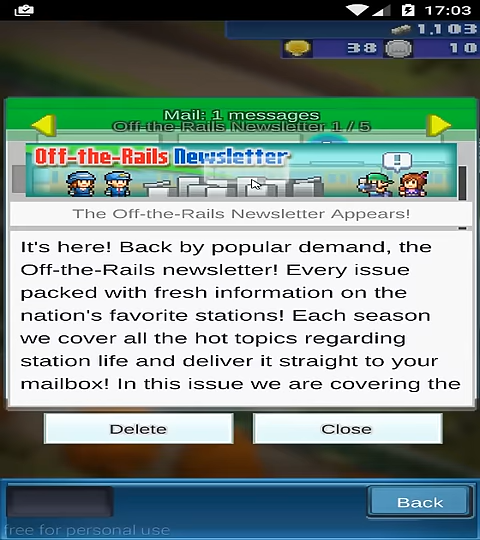 17:03
1,103
38
10
Mail: 1 messages
Off-the-Rails Newsletter 1 / 5
Off-the-Rails Newsletter
!
The Off-the-Rails Newsletter Appears!
It's here! Back by popular demand, the
Off-the-Rails newsletter! Every issue
packed with fresh information on the
nation's favorite stations! Each season
we cover all the hot topics regarding
station life and deliver it straight to your
mailbox! In this issue we are covering the
Delete
Close
Back
free for personal use